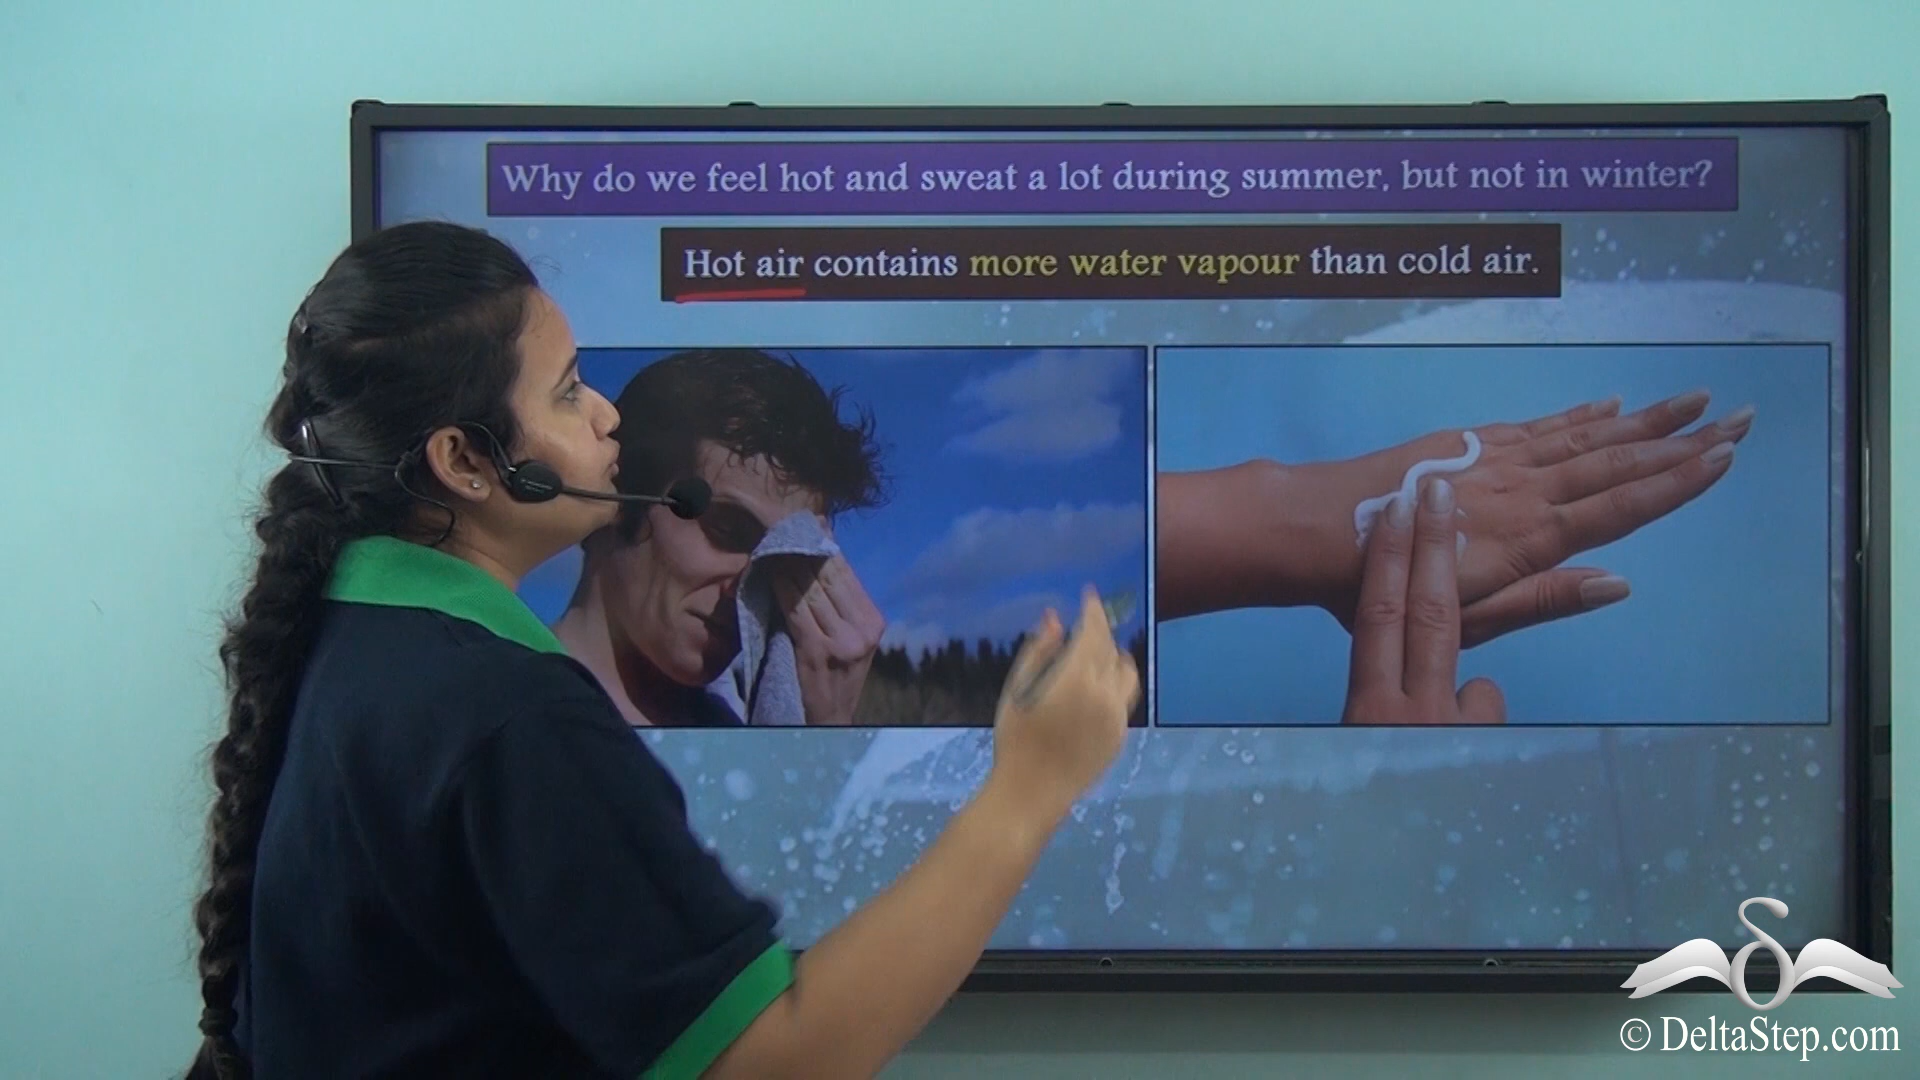 Why do we feel hot and sweat a lot during summer, but not in winter?
Hot air contains more water vapour than cold air.
© DeltaStep.com